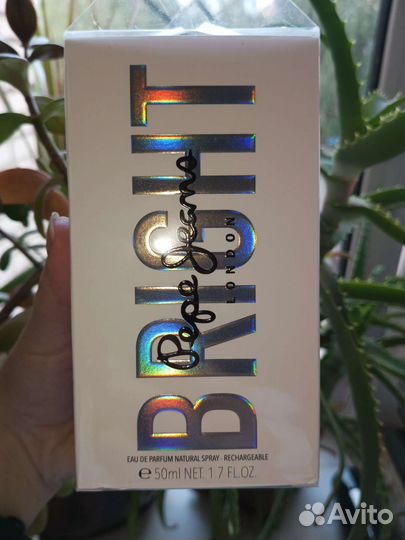 BRIGHT
Pepe Jeans
LONDON
EAU DE PARFUM NATURAL SPRAY - RECHARGEABLE
e 50ml NET. 1.7 FL.OZ.
Avito